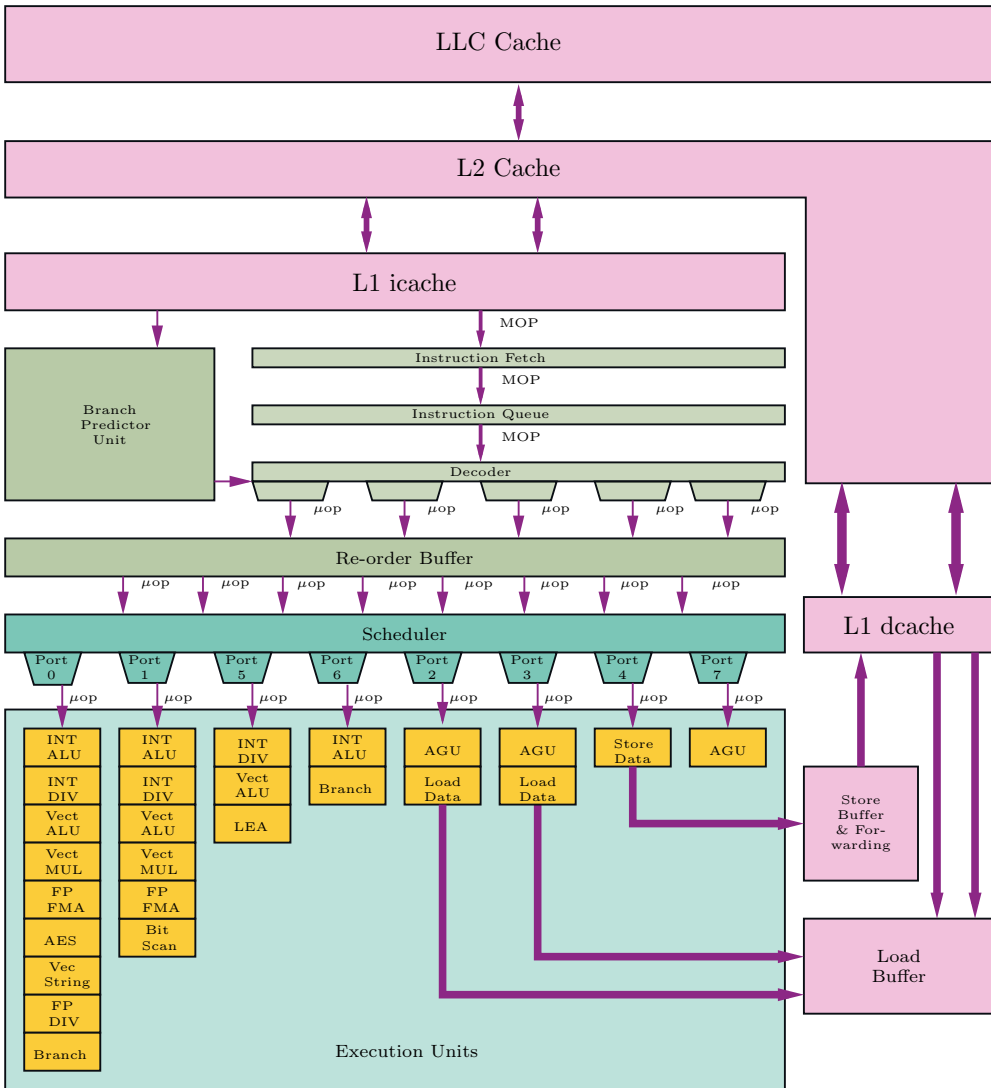 LLC Cache
L2 Cache
L1 icache
MOP
Instruction Fetch
MOP
Instruction Queue
MOP
Branch
Predictor
Unit
Decoder
μop
μop
μop
μop
μop
Re-order Buffer
μop
μop
μop
μop
μop
μop
μop
μop
Scheduler
L1 dcache
Port
0
Port
1
Port
5
Port
6
Port
2
Port
3
Port
4
Port
7
μop
μop
μop
μop
μop
μop
μop
μop
INT
ALU
INT
DIV
Vect
ALU
Vect
MUL
FP
FMA
AES
Vec
String
FP
DIV
Branch
INT
ALU
INT
DIV
Vect
ALU
Vect
MUL
FP
FMA
Bit
Scan
INT
DIV
Vect
ALU
LEA
INT
ALU
Branch
AGU
Load
Data
AGU
Load
Data
Store
Data
AGU
Store
Buffer
& For-
warding
Load
Buffer
Execution Units